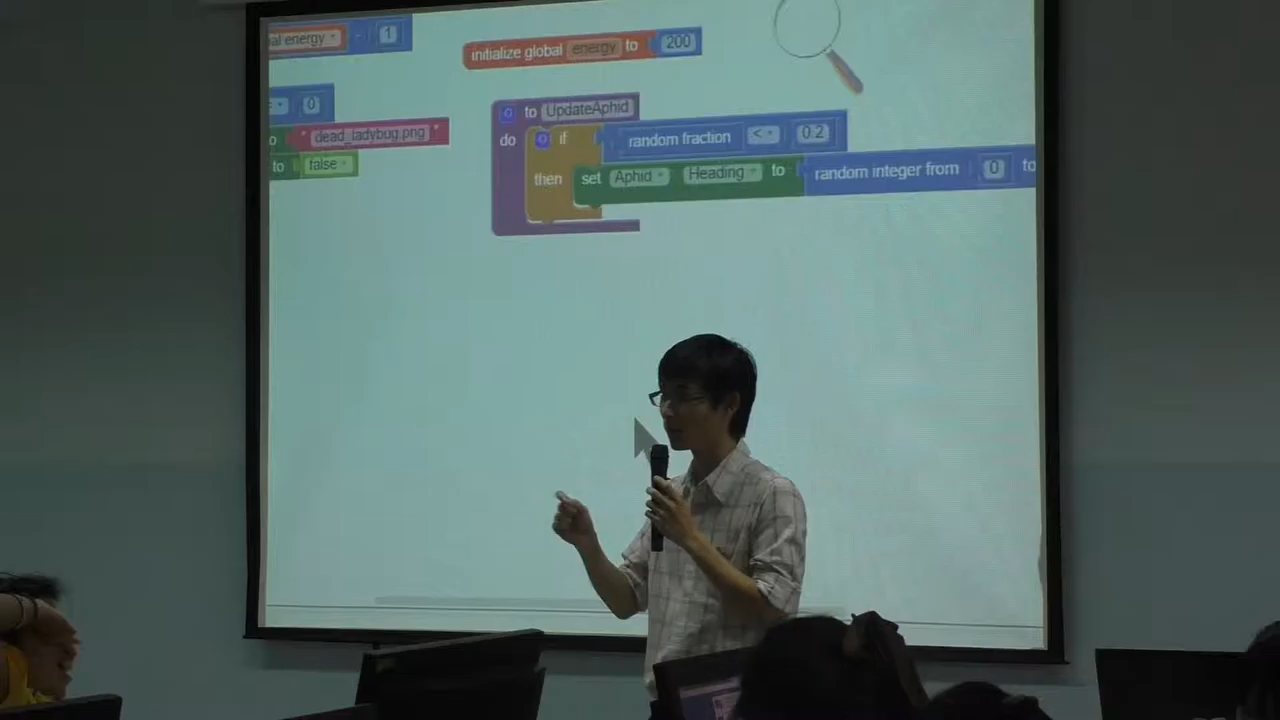 al energy - 1
initialize global energy to 200
0
dead_ladybug.png
to false
to UpdateAphid
do if random fraction < 0.2
then set Aphid Heading to random integer from 0 to